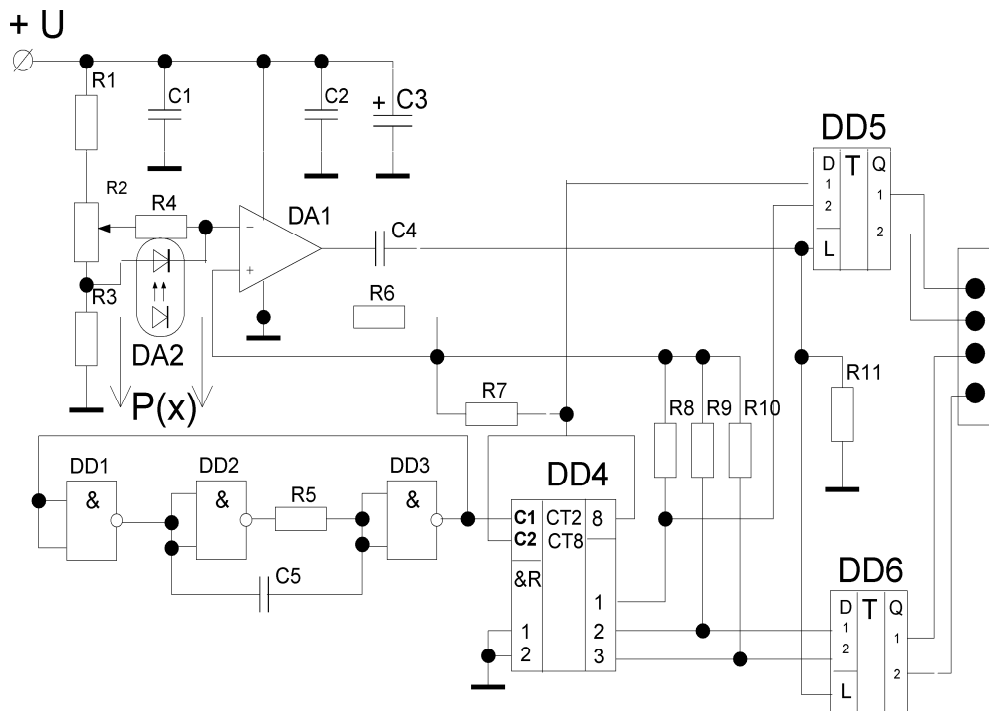 + U
R1
C1
C2
+ C3
R2
R4
DA1
−
+
C4
R3
DA2
P(x)
R6
R7
R8
R9
R10
R11
DD5
D T Q
1
2
1
2
L
DD1
&
DD2
&
R5
DD3
&
C5
DD4
C1 CT2 8
C2 CT8
&R
1
1 2
2 3
DD6
D T Q
1
2
1
2
L